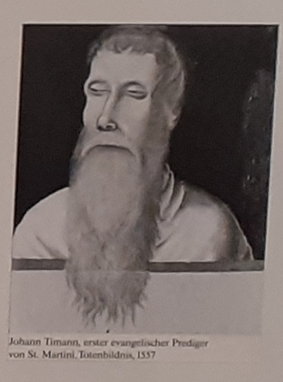 Johann Timann, erster evangelischer Prediger
von St. Martini, Totenbildnis, 1557